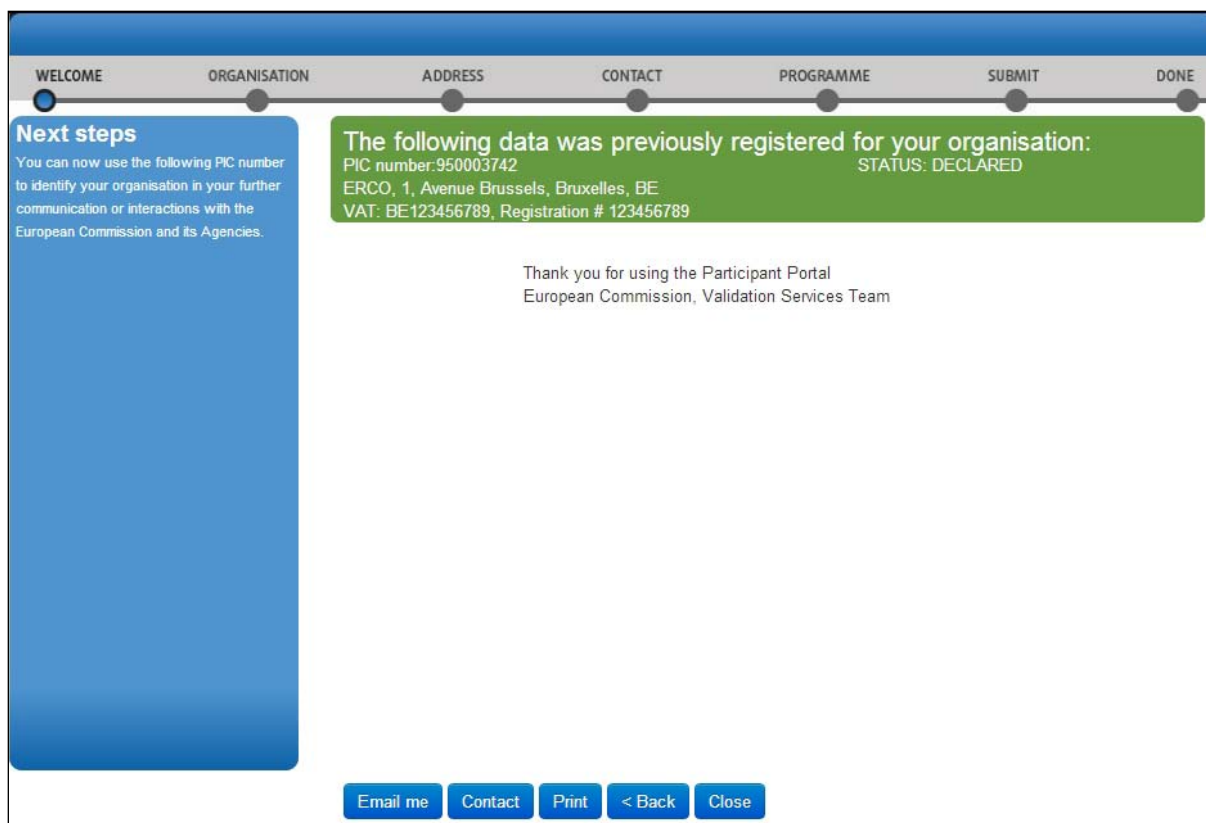 WELCOME ORGANISATION ADDRESS CONTACT PROGRAMME SUBMIT DONE
Next steps
You can now use the following PIC number
to identify your organisation in your further
communication or interactions with the
European Commission and its Agencies.
The following data was previously registered for your organisation:
PIC number:950003742 STATUS: DECLARED
ERCO, 1, Avenue Brussels, Bruxelles, BE
VAT: BE123456789, Registration # 123456789
Thank you for using the Participant Portal
European Commission, Validation Services Team
Email me Contact Print < Back Close